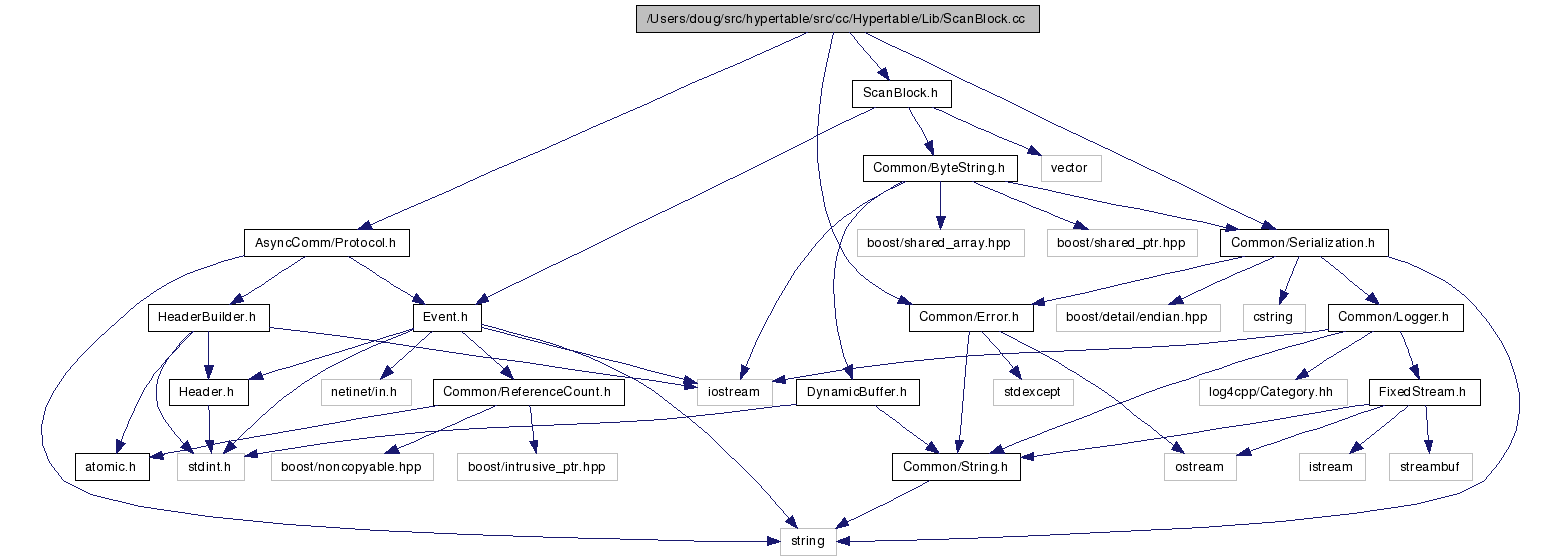 /Users/doug/src/hypertable/src/cc/Hypertable/Lib/ScanBlock.cc
ScanBlock.h
Common/ByteString.h
vector
AsyncComm/Protocol.h
boost/shared_array.hpp
boost/shared_ptr.hpp
Common/Serialization.h
HeaderBuilder.h
Event.h
Common/Error.h
boost/detail/endian.hpp
cstring
Common/Logger.h
Header.h
netinet/in.h
Common/ReferenceCount.h
iostream
DynamicBuffer.h
stdexcept
log4cpp/Category.hh
FixedStream.h
atomic.h
stdint.h
boost/noncopyable.hpp
boost/intrusive_ptr.hpp
Common/String.h
ostream
istream
streambuf
string